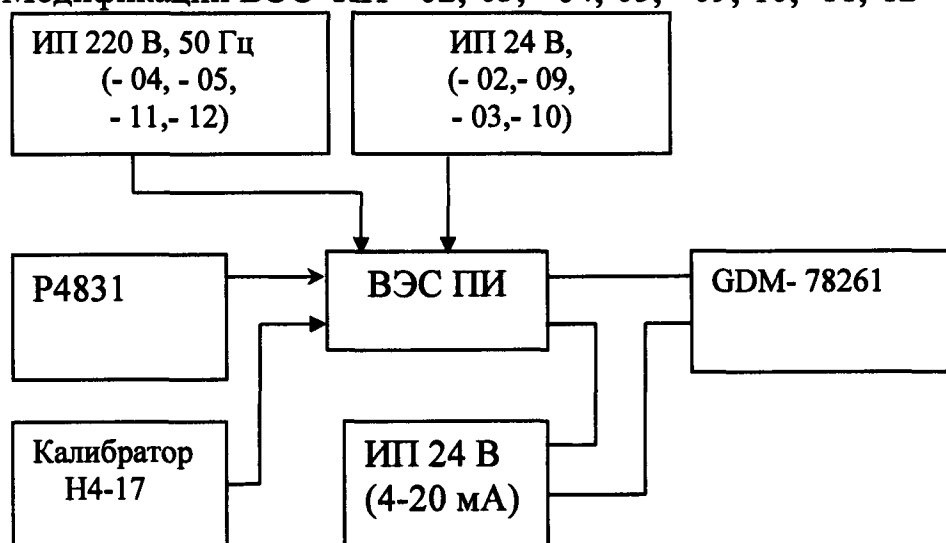 ИП 220 В, 50 Гц
(- 04, - 05,
- 11,- 12)
ИП 24 В,
(- 02,- 09,
- 03,- 10)
Р4831
ВЭС ПИ
GDM- 78261
Калибратор
Н4-17
ИП 24 В
(4-20 мА)